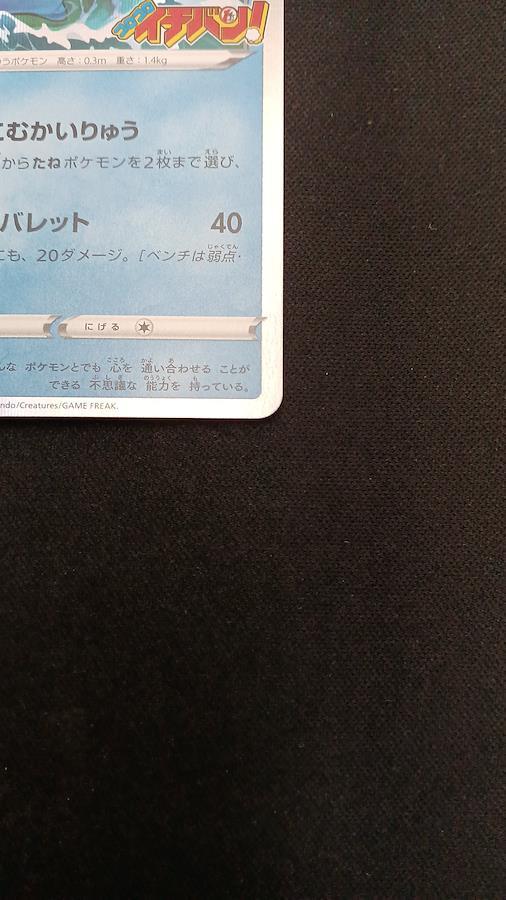 コロコロイチバン!
うポケモン 高さ:0.3m 重さ:1.4kg
こむかいりゅう
からたねポケモンを2枚まで選び、
バレット 40
にも、20ダメージ。[ベンチは弱点・
にげる
んな ポケモンとでも 心を 通い合わせる ことが
できる 不思議な 能力を 持っている。
ndo/Creatures/GAME FREAK.